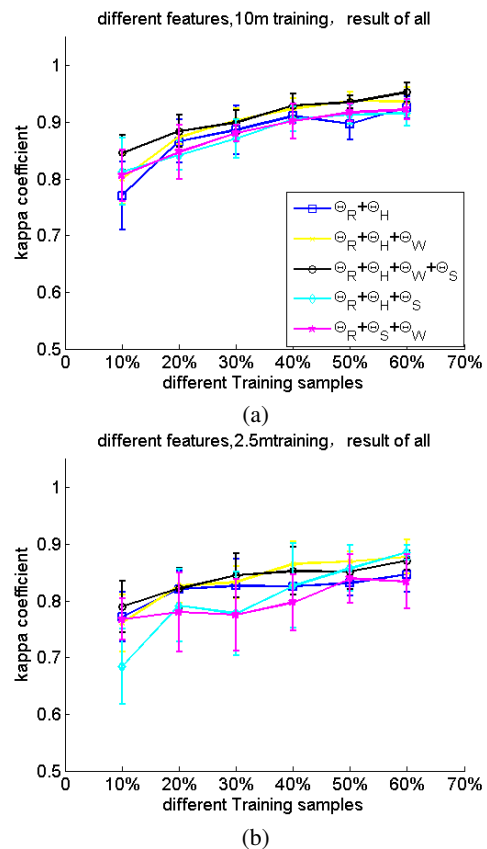 different features,10m training，result of all
kappa coefficient
1
0.9
0.8
0.7
0.6
0.5
0 10% 20% 30% 40% 50% 60% 70%
different Training samples
Θ_R+Θ_H
Θ_R+Θ_H+Θ_W
Θ_R+Θ_H+Θ_W+Θ_S
Θ_R+Θ_H+Θ_S
Θ_R+Θ_S+Θ_W
(a)
different features,2.5mtraining，result of all
kappa coefficient
1
0.9
0.8
0.7
0.6
0.5
0% 10% 20% 30% 40% 50% 60% 70%
different Training samples
(b)